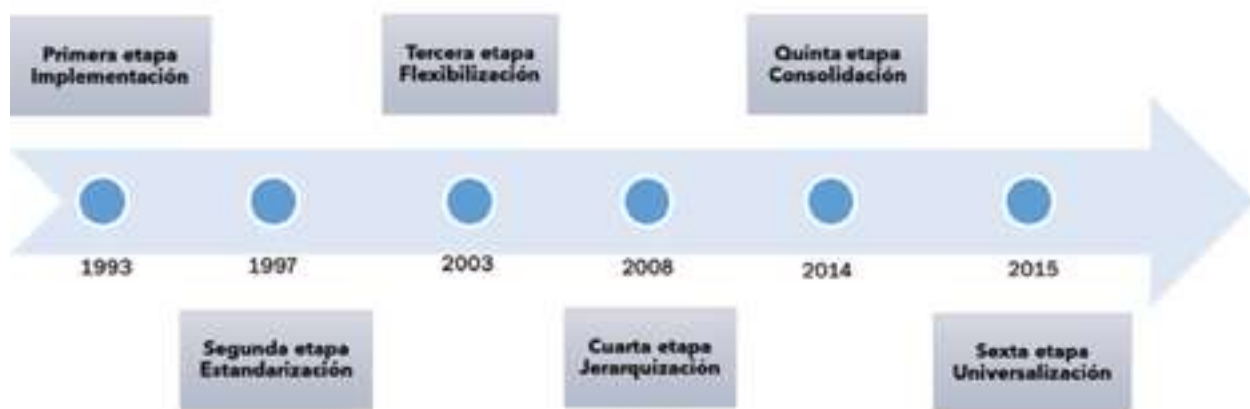 Primera etapa
Implementación
Tercera etapa
Flexibilización
Quinta etapa
Consolidación
1993
1997
2003
2008
2014
2015
Segunda etapa
Estandarización
Cuarta etapa
Jerarquización
Sexta etapa
Universalización